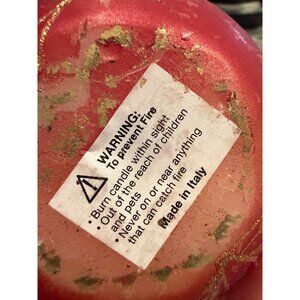 WARNING:
To prevent Fire
• Burn candle within sight
• Out of the reach of children
and pets
• Never on or near anything
that can catch fire
Made in Italy